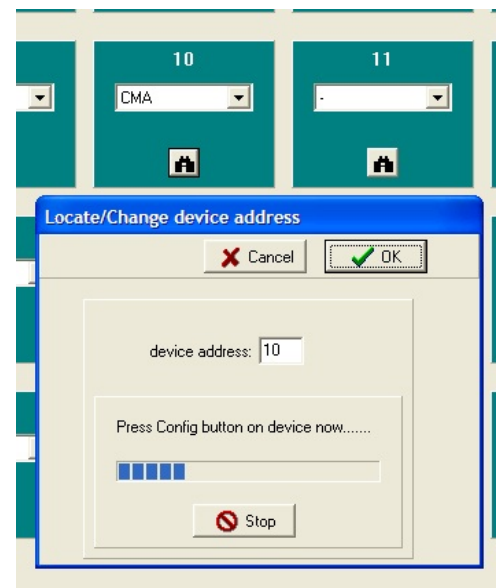 10 11
CMA -
Locate/Change device address
Cancel OK
device address: 10
Press Config button on device now.......
Stop